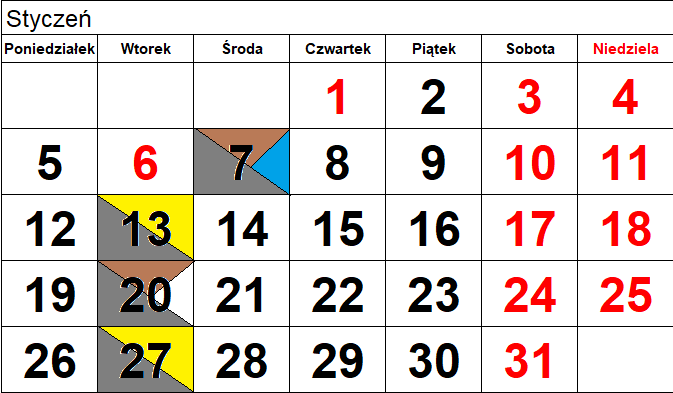 Styczeń
Poniedziałek Wtorek Środa Czwartek Piątek Sobota Niedziela
1 2 3 4
5 6 7 8 9 10 11
12 13 14 15 16 17 18
19 20 21 22 23 24 25
26 27 28 29 30 31